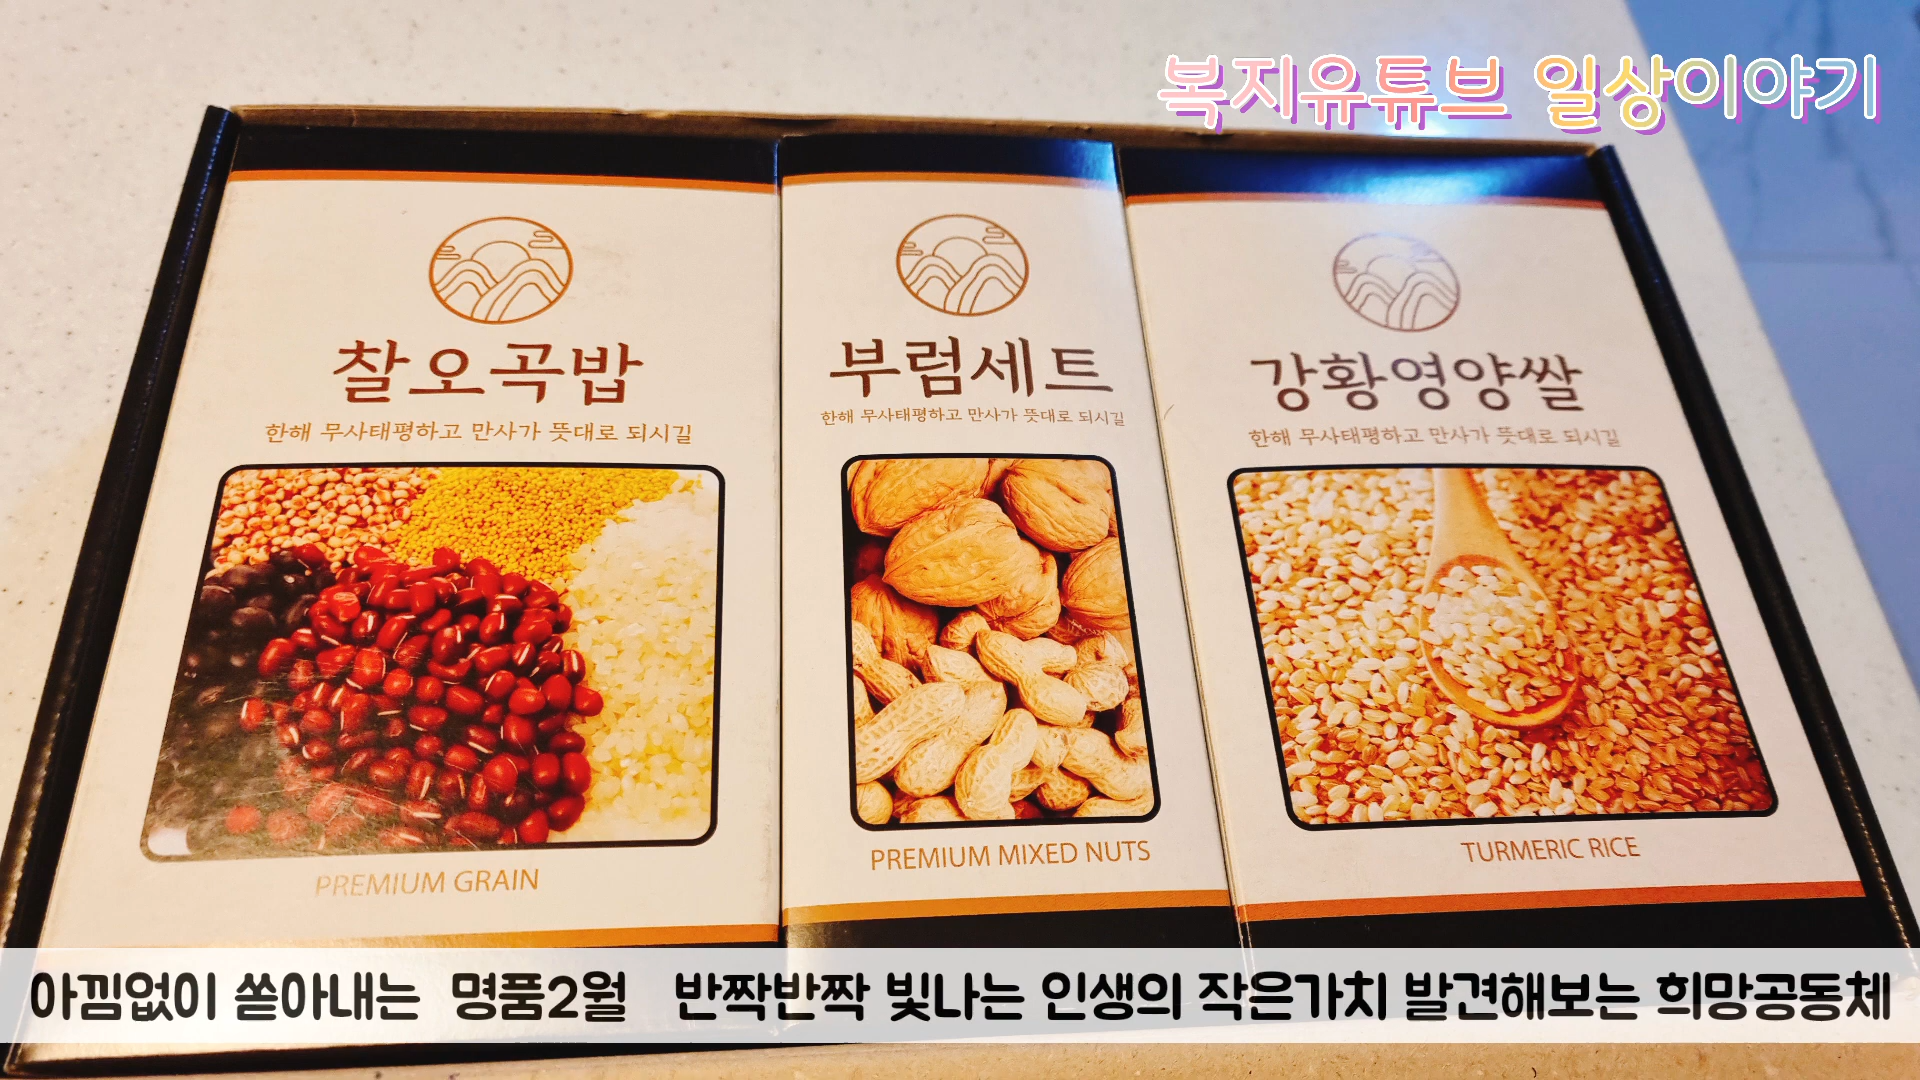 복지유튜브 일상이야기
찰오곡밥
한해 무사태평하고 만사가 뜻대로 되시길
PREMIUM GRAIN
부럼세트
한해 무사태평하고 만사가 뜻대로 되시길
PREMIUM MIXED NUTS
강황영양쌀
한해 무사태평하고 만사가 뜻대로 되시길
TURMERIC RICE
아낌없이 쏟아내는 명품2월 반짝반짝 빛나는 인생의 작은가치 발견해보는 희망공동체